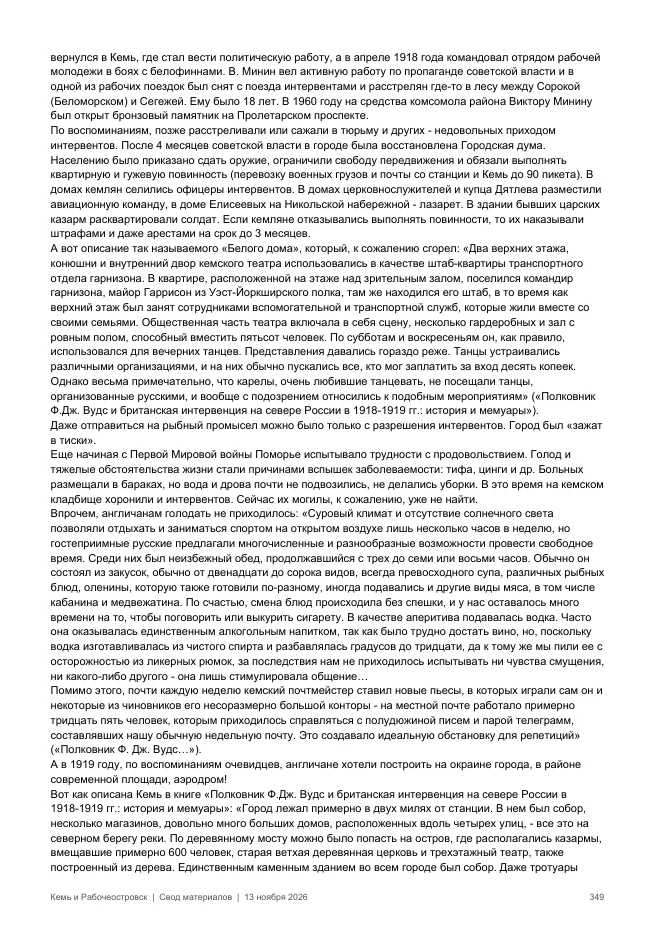 вернулся в Кемь, где стал вести политическую работу, а в апреле 1918 года командовал отрядом рабочей
молодежи в боях с белофиннами. В. Минин вел активную работу по пропаганде советской власти и в
одной из рабочих поездок был снят с поезда интервентами и расстрелян где-то в лесу между Сорокой
(Беломорском) и Сегежей. Ему было 18 лет. В 1960 году на средства комсомола района Виктору Минину
был открыт бронзовый памятник на Пролетарском проспекте.
По воспоминаниям, позже расстреливали или сажали в тюрьму и других - недовольных приходом
интервентов. После 4 месяцев советской власти в городе была восстановлена Городская дума.
Населению было приказано сдать оружие, ограничили свободу передвижения и обязали выполнять
квартирную и гужевую повинность (перевозку военных грузов и почты со станции и Кемь до 90 пикета). В
домах кемлян селились офицеры интервентов. В домах церковнослужителей и купца Дятлева разместили
авиационную команду, в доме Елисеевых на Никольской набережной - лазарет. В здании бывших царских
казарм расквартировали солдат. Если кемляне отказывались выполнять повинности, то их наказывали
штрафами и даже арестами на срок до 3 месяцев.
А вот описание так называемого «Белого дома», который, к сожалению сгорел: «Два верхних этажа,
конюшни и внутренний двор кемского театра использовались в качестве штаб-квартиры транспортного
отдела гарнизона. В квартире, расположенной на этаже над зрительным залом, поселился командир
гарнизона, майор Гаррисон из Уэст-Йоркширского полка, там же находился его штаб, в то время как
верхний этаж был занят сотрудниками вспомогательной и транспортной служб, которые жили вместе со
своими семьями. Общественная часть театра включала в себя сцену, несколько гардеробных и зал с
ровным полом, способный вместить пятьсот человек. По субботам и воскресеньям он, как правило,
использовался для вечерних танцев. Представления давались гораздо реже. Танцы устраивались
различными организациями, и на них обычно пускались все, кто мог заплатить за вход десять копеек.
Однако весьма примечательно, что карелы, очень любившие танцевать, не посещали танцы,
организованные русскими, и вообще с подозрением относились к подобным мероприятиям» («Полковник
Ф.Дж. Вудс и британская интервенция на севере России в 1918-1919 гг.: история и мемуары»).
Даже отправиться на рыбный промысел можно было только с разрешения интервентов. Город был «зажат
в тиски».
Еще начиная с Первой Мировой войны Поморье испытывало трудности с продовольствием. Голод и
тяжелые обстоятельства жизни стали причинами вспышек заболеваемости: тифа, цинги и др. Больных
размещали в бараках, но вода и дрова почти не подвозились, не делались уборки. В это время на кемском
кладбище хоронили и интервентов. Сейчас их могилы, к сожалению, уже не найти.
Впрочем, англичанам голодать не приходилось: «Суровый климат и отсутствие солнечного света
позволяли отдыхать и заниматься спортом на открытом воздухе лишь несколько часов в неделю, но
гостеприимные русские предлагали многочисленные и разнообразные возможности провести свободное
время. Среди них был неизбежный обед, продолжавшийся с трех до семи или восьми часов. Обычно он
состоял из закусок, обычно от двенадцати до сорока видов, всегда превосходного супа, различных рыбных
блюд, оленины, которую также готовили по-разному, иногда подавались и другие виды мяса, в том числе
кабанина и медвежатина. По счастью, смена блюд происходила без спешки, и у нас оставалось много
времени на то, чтобы поговорить или выкурить сигарету. В качестве аперитива подавалась водка. Часто
она оказывалась единственным алкогольным напитком, так как было трудно достать вино, но, поскольку
водка изготавливалась из чистого спирта и разбавлялась градусов до тридцати, да к тому же мы пили ее с
осторожностью из ликерных рюмок, за последствия нам не приходилось испытывать ни чувства смущения,
ни какого-либо другого - она лишь стимулировала общение…
Помимо этого, почти каждую неделю кемский почтмейстер ставил новые пьесы, в которых играли сам он и
некоторые из чиновников его несоразмерно большой конторы - на местной почте работало примерно
тридцать пять человек, которым приходилось справляться с полудюжиной писем и парой телеграмм,
составлявших нашу обычную недельную почту. Это создавало идеальную обстановку для репетиций»
(«Полковник Ф. Дж. Вудс…»).
А в 1919 году, по воспоминаниям очевидцев, англичане хотели построить на окраине города, в районе
современной площади, аэродром!
Вот как описана Кемь в книге «Полковник Ф.Дж. Вудс и британская интервенция на севере России в
1918-1919 гг.: история и мемуары»: «Город лежал примерно в двух милях от станции. В нем был собор,
несколько магазинов, довольно много больших домов, расположенных вдоль четырех улиц, - все это на
северном берегу реки. По деревянному мосту можно было попасть на остров, где располагались казармы,
вмещавшие примерно 600 человек, старая ветхая деревянная церковь и трехэтажный театр, также
построенный из дерева. Единственным каменным зданием во всем городе был собор. Даже тротуары
Кемь и Рабочеостровск | Свод материалов | 13 ноября 2026
349